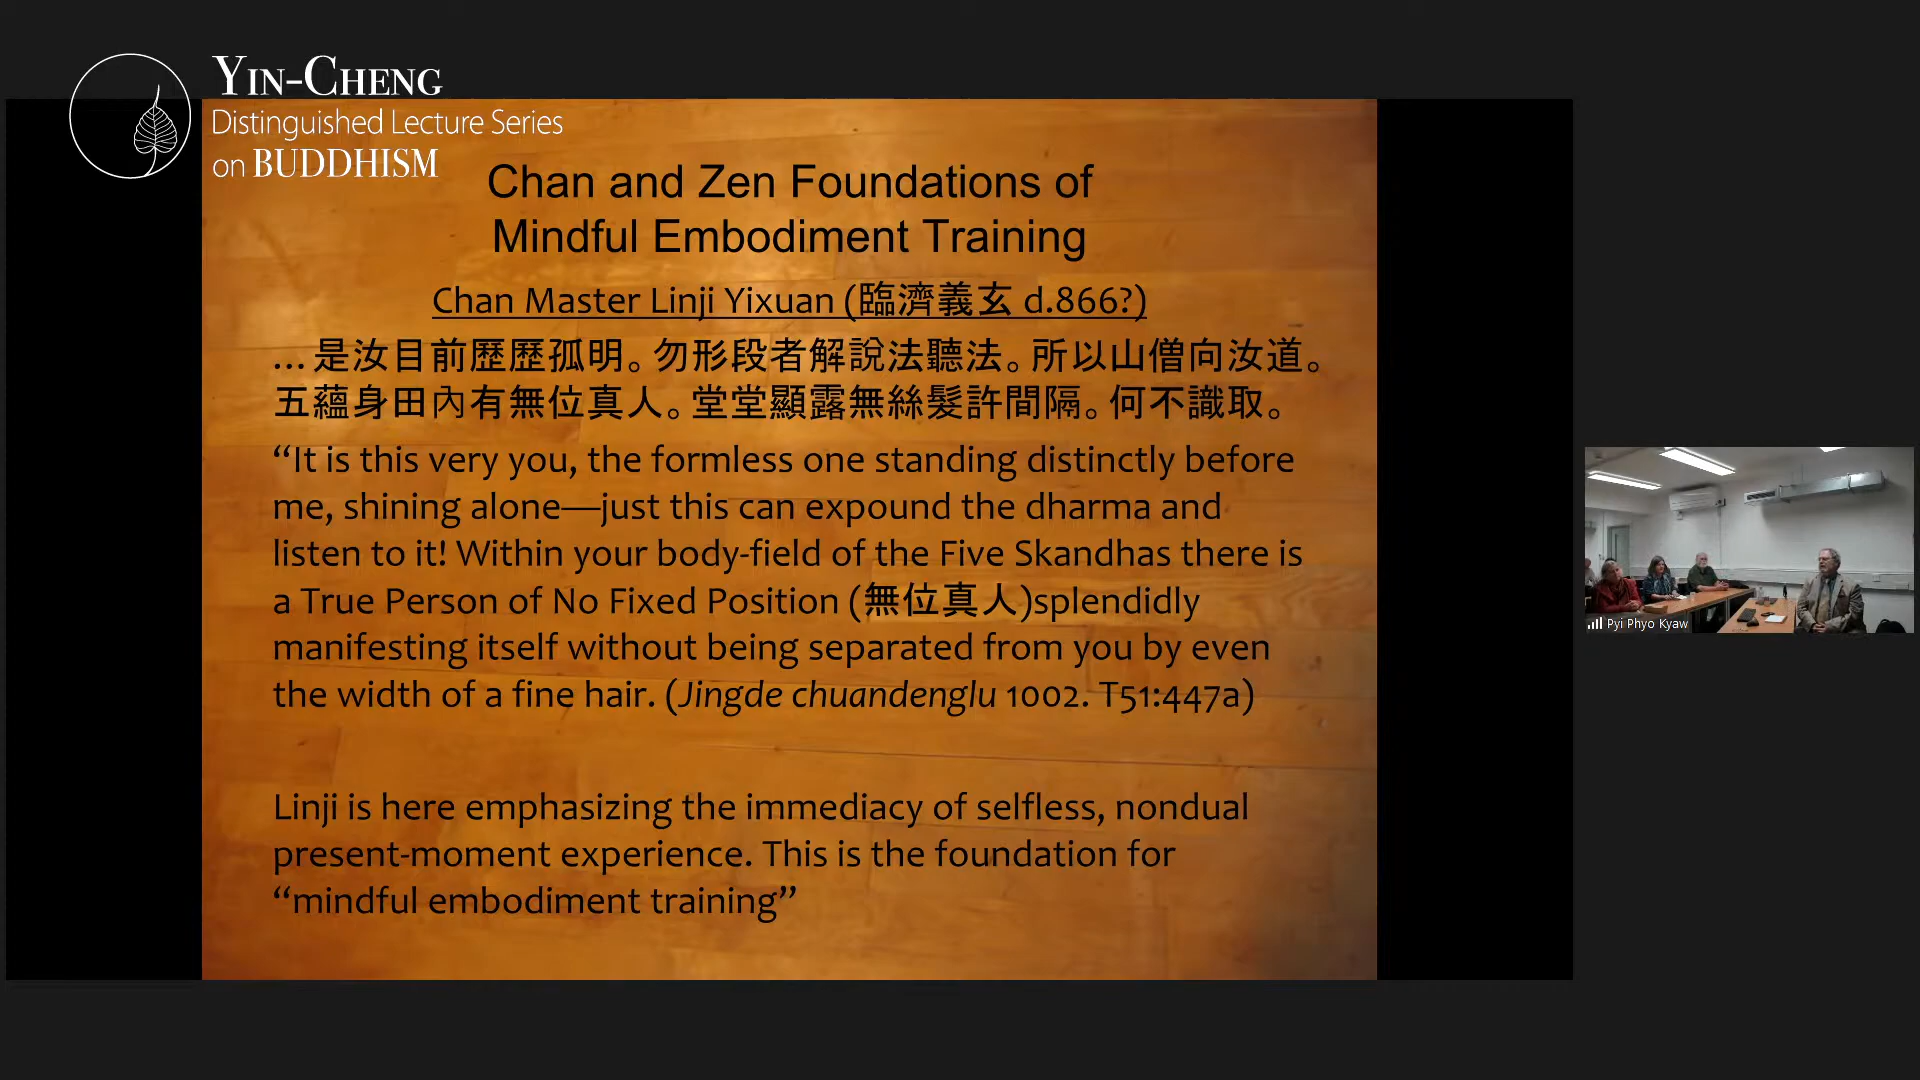 YIN-CHENG
Distinguished Lecture Series
on BUDDHISM
Chan and Zen Foundations of
Mindful Embodiment Training
Chan Master Linji Yixuan (臨濟義玄 d.866?)
…是汝目前歷歷孤明。勿形段者解說法聽法。所以山僧向汝道。
五蘊身田內有無位真人。堂堂顯露無絲髮許間隔。何不識取。
“It is this very you, the formless one standing distinctly before
me, shining alone—just this can expound the dharma and
listen to it! Within your body-field of the Five Skandhas there is
a True Person of No Fixed Position (無位真人)splendidly
manifesting itself without being separated from you by even
the width of a fine hair. (Jingde chuandenglu 1002. T51:447a)
Linji is here emphasizing the immediacy of selfless, nondual
present-moment experience. This is the foundation for
“mindful embodiment training”
Pyi Phyo Kyaw